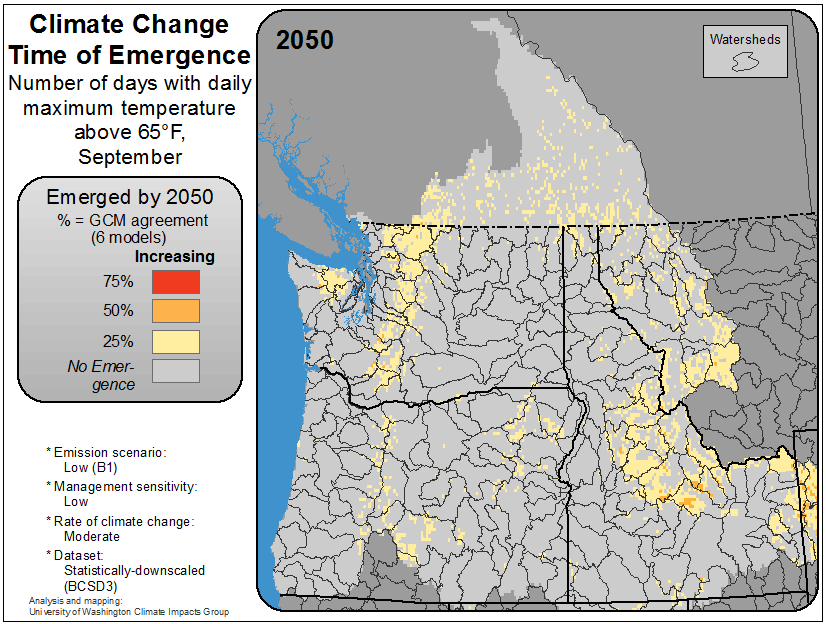 Climate Change
Time of Emergence
Number of days with daily
maximum temperature
above 65°F,
September
2050
Watersheds
Emerged by 2050
% = GCM agreement
(6 models)
Increasing
75%
50%
25%
No Emer-
gence
* Emission scenario:
Low (B1)
* Management sensitivity:
Low
* Rate of climate change:
Moderate
* Dataset:
Statistically-downscaled
(BCSD3)
Analysis and mapping:
University of Washington Climate Impacts Group